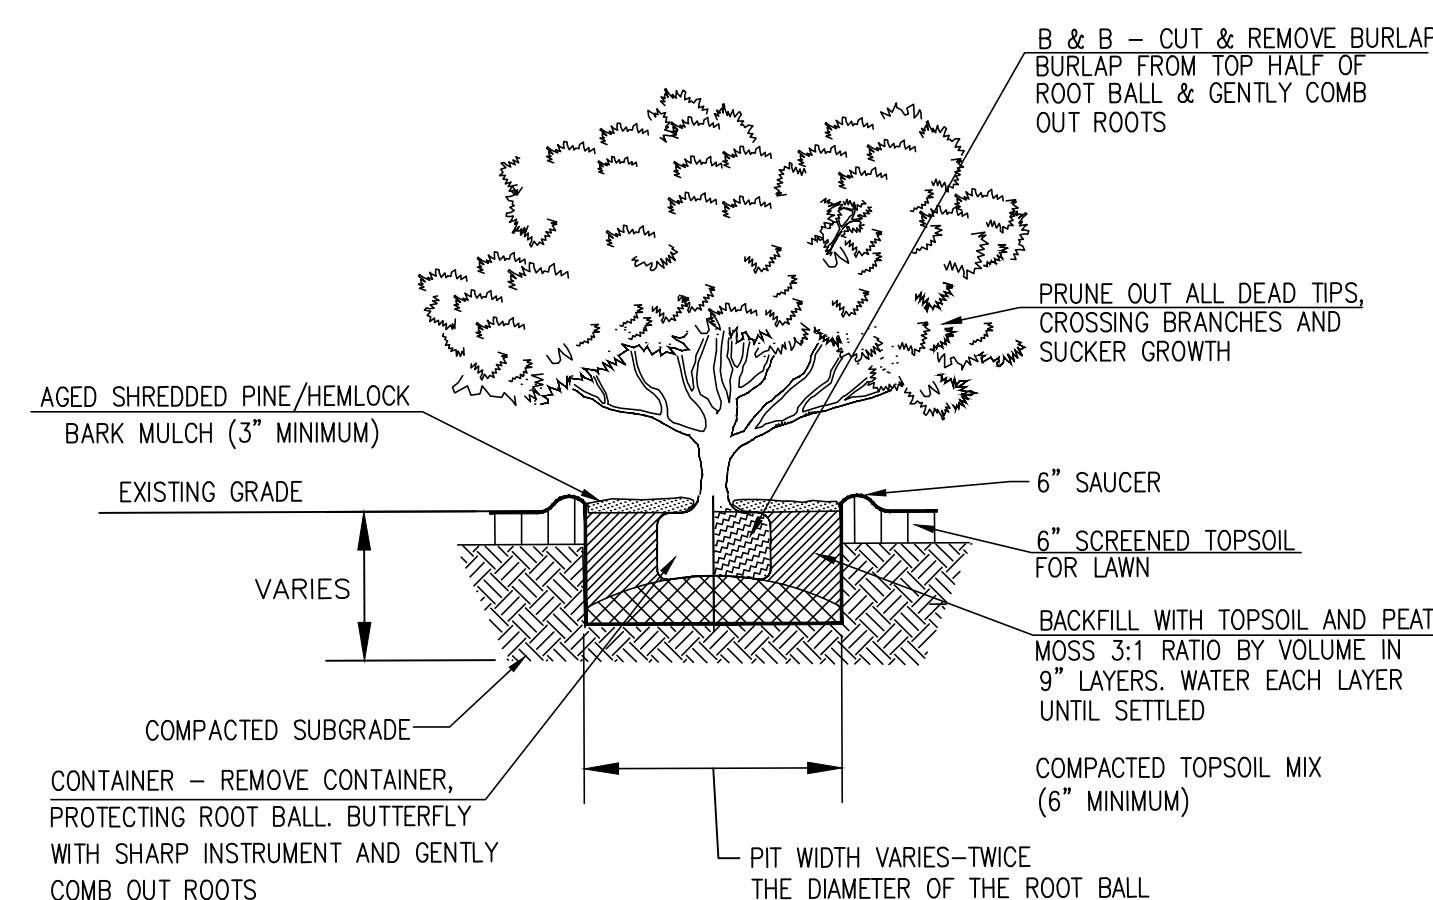 B & B – CUT & REMOVE BURLAP
BURLAP FROM TOP HALF OF
ROOT BALL & GENTLY COMB
OUT ROOTS
PRUNE OUT ALL DEAD TIPS,
CROSSING BRANCHES AND
SUCKER GROWTH
AGED SHREDDED PINE/HEMLOCK
BARK MULCH (3" MINIMUM)
EXISTING GRADE
6" SAUCER
6" SCREENED TOPSOIL
FOR LAWN
VARIES
BACKFILL WITH TOPSOIL AND PEAT
MOSS 3:1 RATIO BY VOLUME IN
9" LAYERS. WATER EACH LAYER
UNTIL SETTLED
COMPACTED SUBGRADE
COMPACTED TOPSOIL MIX
(6" MINIMUM)
CONTAINER – REMOVE CONTAINER,
PROTECTING ROOT BALL. BUTTERFLY
WITH SHARP INSTRUMENT AND GENTLY
COMB OUT ROOTS
PIT WIDTH VARIES–TWICE
THE DIAMETER OF THE ROOT BALL